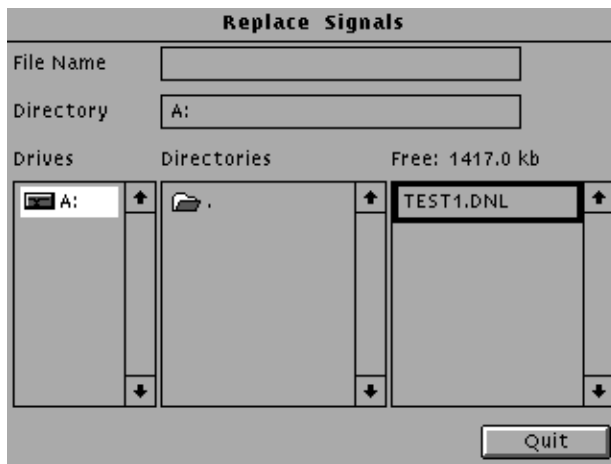 Replace Signals
File Name
Directory A:
Drives Directories Free: 1417.0 kb
A: . TEST1.DNL
Quit